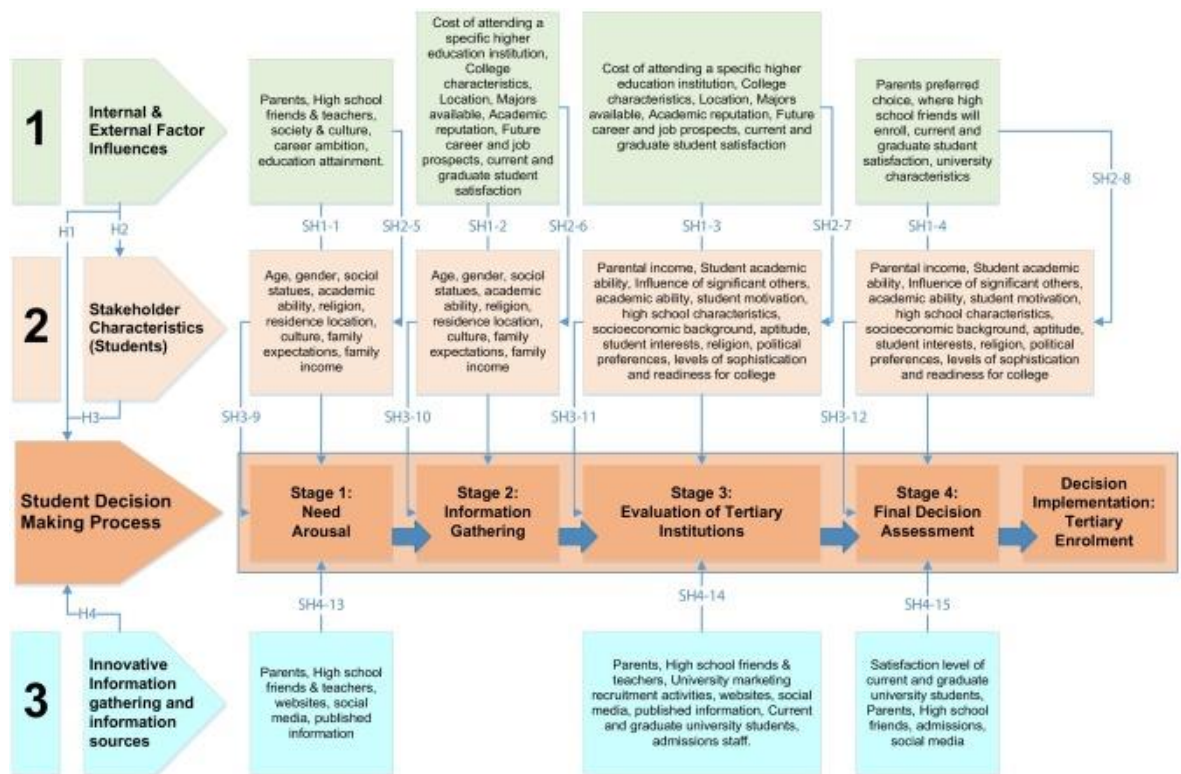 1
Internal &
External Factor
Influences
Parents, High school
friends & teachers,
society & culture,
career ambition,
education attainment.
Cost of attending a
specific higher
education institution,
College
characteristics,
Location, Majors
available, Academic
reputation, Future
career and job
prospects, current and
graduate student
satisfaction
Cost of attending a specific higher
education institution, College
characteristics, Location, Majors
available, Academic reputation, Future
career and job prospects, current and
graduate student satisfaction
Parents preferred
choice, where high
school friends will
enroll, current and
graduate student
satisfaction, university
characteristics
H1
H2
SH1-1
SH2-5
SH1-2
SH2-6
SH1-3
SH2-7
SH1-4
SH2-8
2
Stakeholder
Characteristics
(Students)
Age, gender, sociol
statues, academic
ability, religion,
residence location,
culture, family
expectations, family
income
Age, gender, sociol
statues, academic
ability, religion,
residence location,
culture, family
expectations, family
income
Parental income, Student academic
ability, Influence of significant others,
academic ability, student motivation,
high school characteristics,
socioeconomic background, aptitude,
student interests, religion, political
preferences, levels of sophistication
and readiness for college
Parental income, Student academic
ability, Influence of significant others,
academic ability, student motivation,
high school characteristics,
socioeconomic background, aptitude,
student interests, religion, political
preferences, levels of sophistication
and readiness for college
H3
SH3-9
SH3-10
SH3-11
SH3-12
Student Decision
Making Process
Stage 1:
Need
Arousal
Stage 2:
Information
Gathering
Stage 3:
Evaluation of Tertiary
Institutions
Stage 4:
Final Decision
Assessment
Decision
Implementation:
Tertiary
Enrolment
H4
SH4-13
SH4-14
SH4-15
3
Innovative
Information
gathering and
information
sources
Parents, High school
friends & teachers,
websites, social
media, published
information
Parents, High school friends &
teachers, University marketing
recruitment activities, websites, social
media, published information, Current
and graduate university students,
admissions staff.
Satisfaction level of
current and graduate
university students,
Parents, High school
friends, admissions,
social media